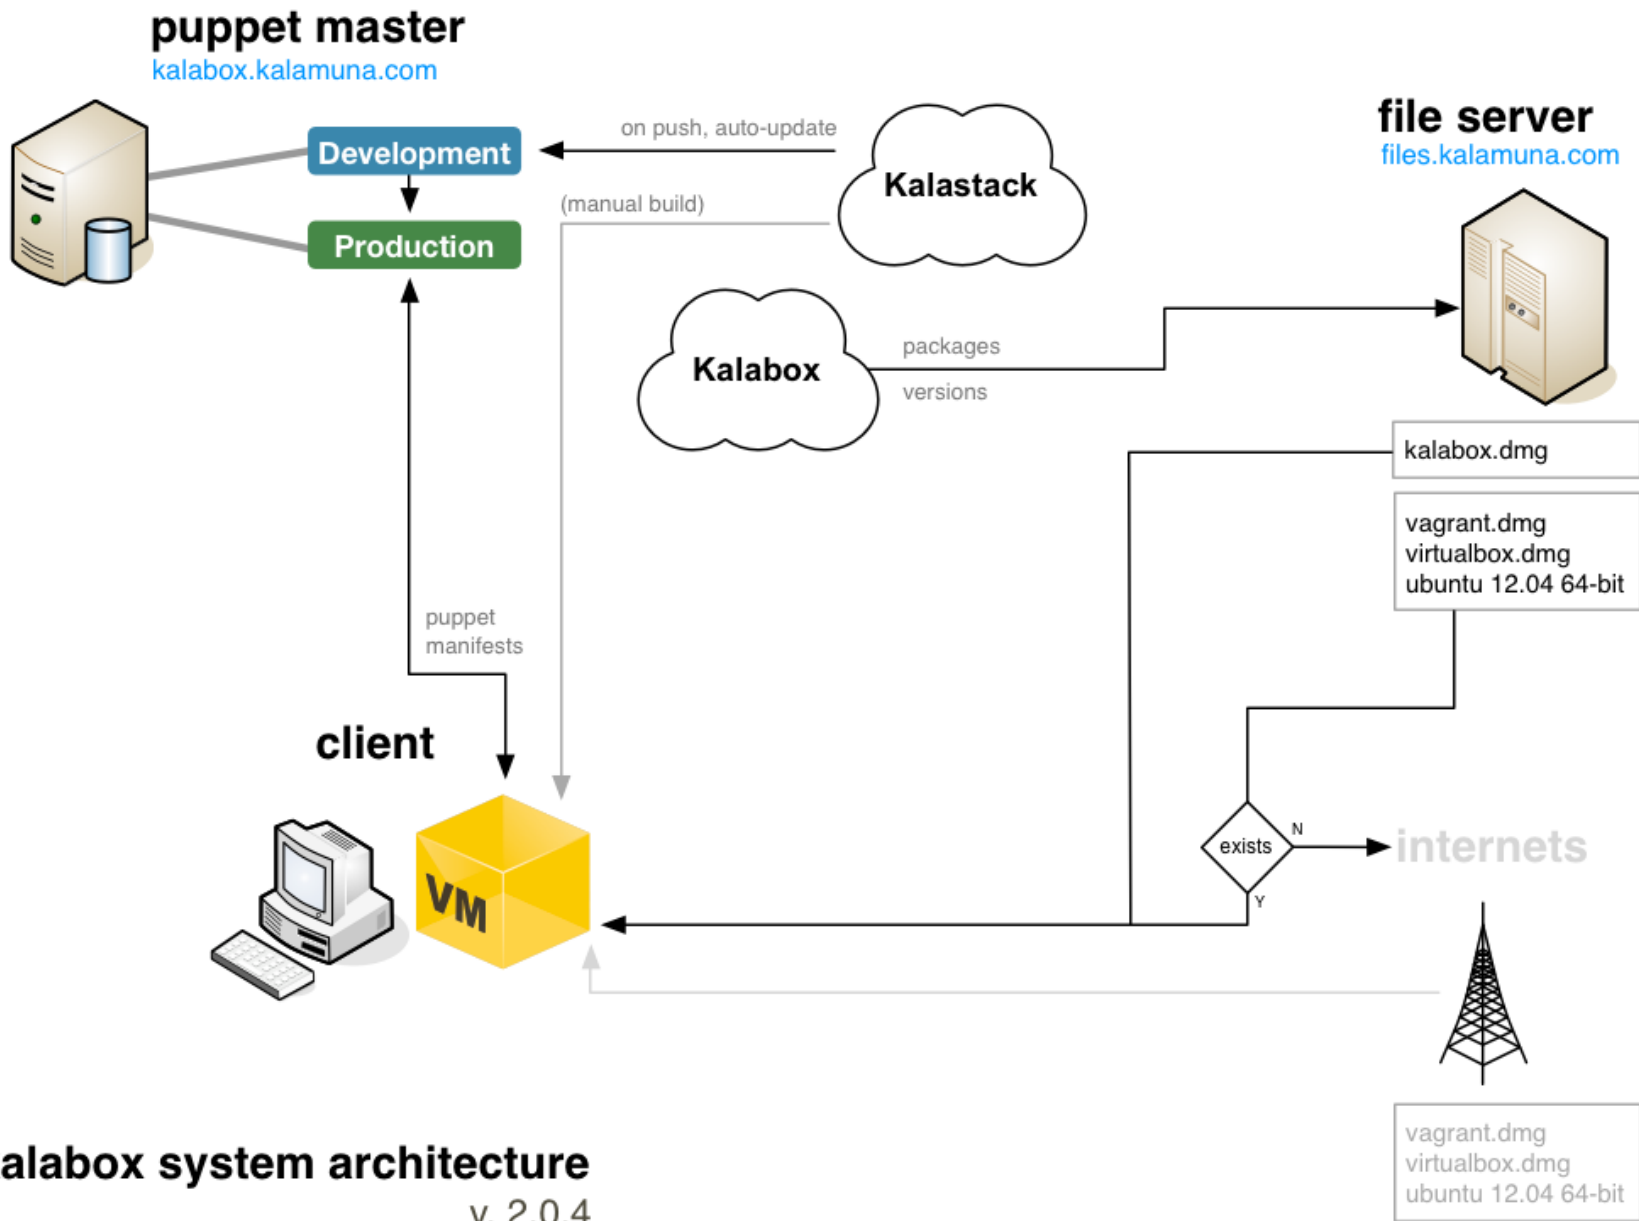 puppet master
kalabox.kalamuna.com
Development
Production
on push, auto-update
(manual build)
Kalastack
Kalabox
packages
versions
file server
files.kalamuna.com
kalabox.dmg
vagrant.dmg
virtualbox.dmg
ubuntu 12.04 64-bit
puppet
manifests
client
VM
exists
N
Y
internets
vagrant.dmg
virtualbox.dmg
ubuntu 12.04 64-bit
alabox system architecture
v. 2.0.4